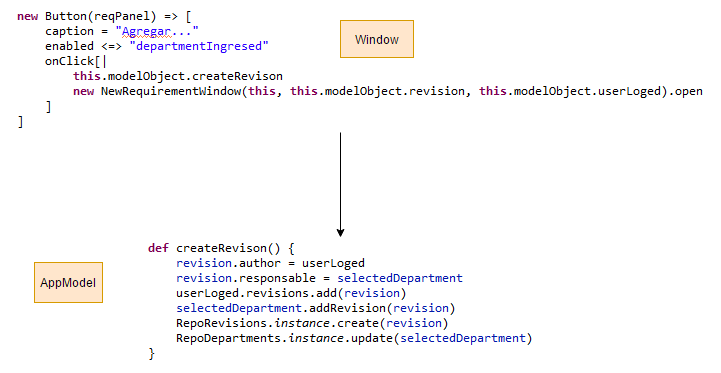 new Button(reqPanel) => [
    caption = "Agregar..."
    enabled <=> "departmentIngresed"
    onClick[|
        this.modelObject.createRevison
        new NewRequirementWindow(this, this.modelObject.revision, this.modelObject.userLoged).open
    ]
]
Window
def createRevison() {
    revision.author = userLoged
    revision.responsable = selectedDepartment
    userLoged.revisions.add(revision)
    selectedDepartment.addRevision(revision)
    RepoRevisions.instance.create(revision)
    RepoDepartments.instance.update(selectedDepartment)
}
AppModel